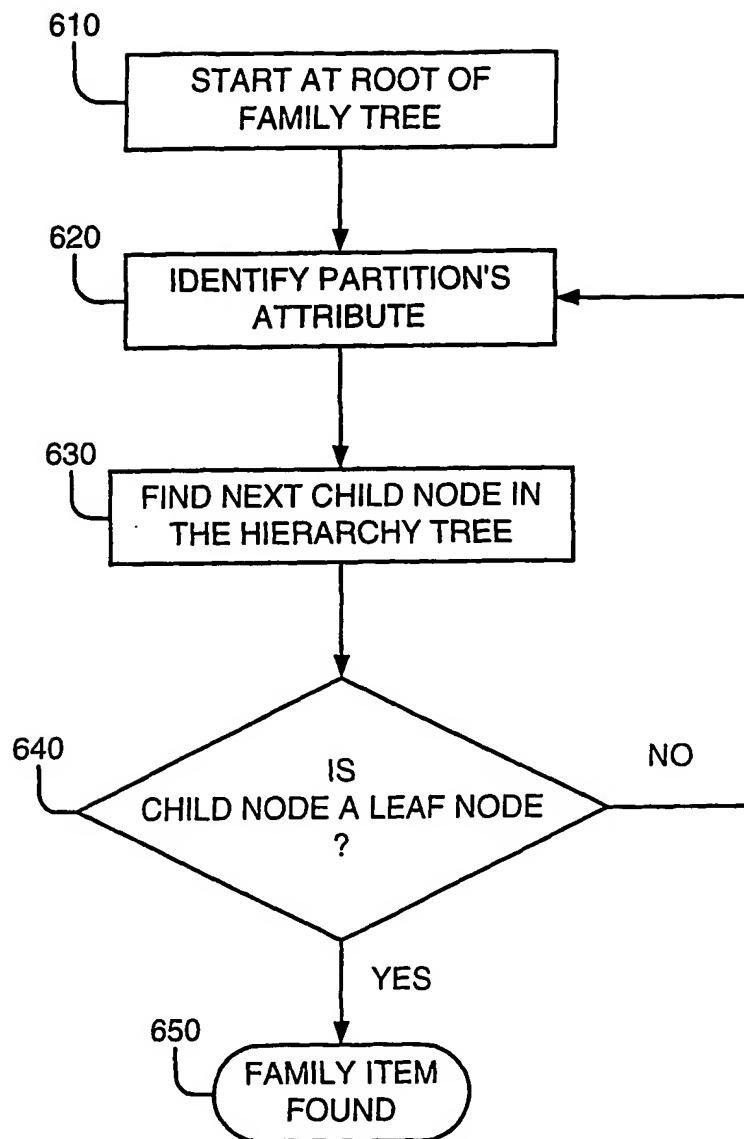 610
START AT ROOT OF
FAMILY TREE
620
IDENTIFY PARTITION'S
ATTRIBUTE
630
FIND NEXT CHILD NODE IN
THE HIERARCHY TREE
640
IS
CHILD NODE A LEAF NODE
?
NO
YES
650
FAMILY ITEM
FOUND